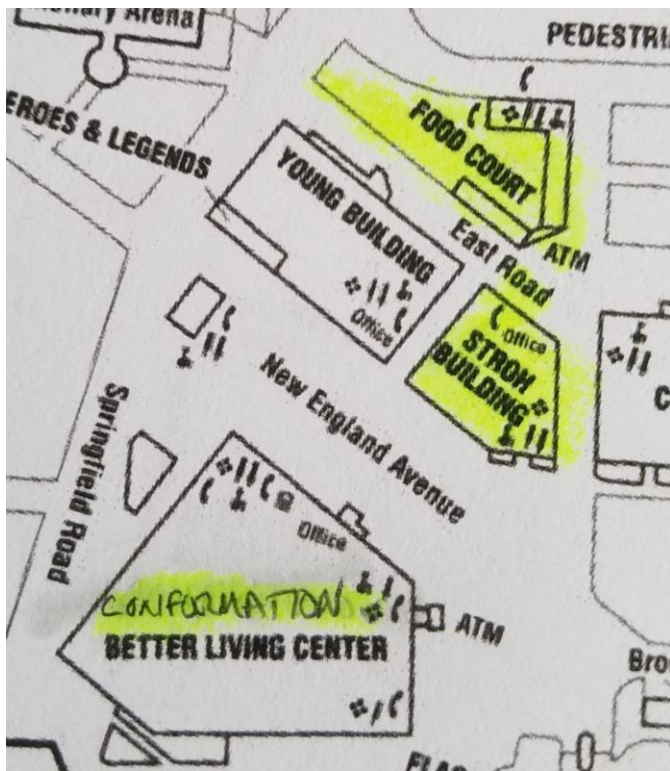 PEDESTRI
EROES & LEGENDS
FOOD COURT
YOUNG BUILDING
East Road
ATM
Office
Office
STROH
BUILDING
C
New England Avenue
Springfield Road
Office
CONFORMATION
BETTER LIVING CENTER
ATM
Bro
FLAG